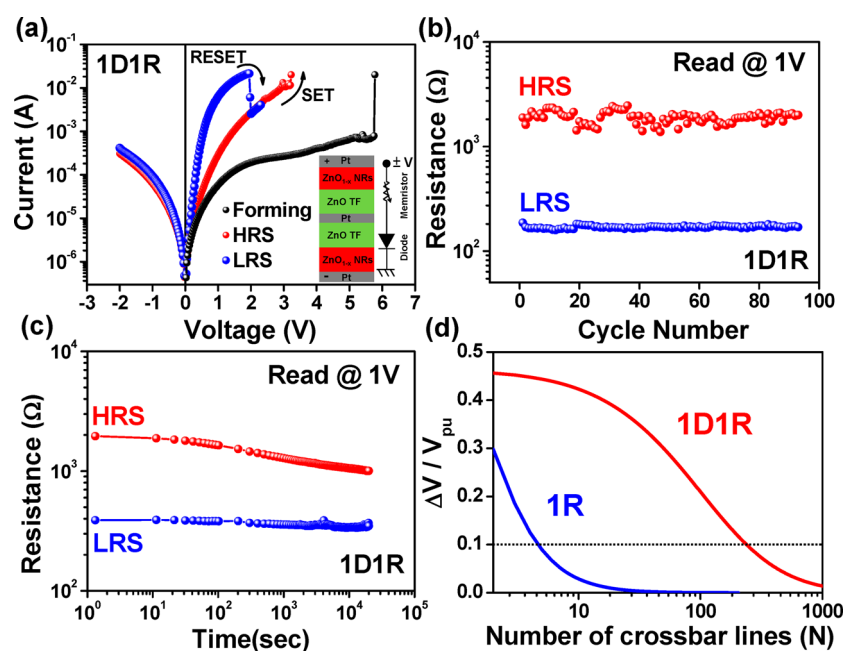 (a)
1D1R
RESET
SET
Forming
HRS
LRS
+ Pt
ZnO₁₋ₓ NRs
ZnO TF
Pt
ZnO TF
ZnO₁₋ₓ NRs
- Pt
± V
Memristor
Diode
10⁻¹
10⁻²
10⁻³
10⁻⁴
10⁻⁵
10⁻⁶
Current (A)
-3 -2 -1 0 1 2 3 4 5 6 7
Voltage (V)
(b)
Read @ 1V
HRS
LRS
1D1R
10⁴
10³
10²
Resistance (Ω)
0 20 40 60 80 100
Cycle Number
(c)
Read @ 1V
HRS
LRS
1D1R
10⁴
10³
10²
Resistance (Ω)
10⁰ 10¹ 10² 10³ 10⁴ 10⁵
Time(sec)
(d)
1D1R
1R
0.5
0.4
0.3
0.2
0.1
0.0
ΔV / Vₚᵤ
10 100 1000
Number of crossbar lines (N)